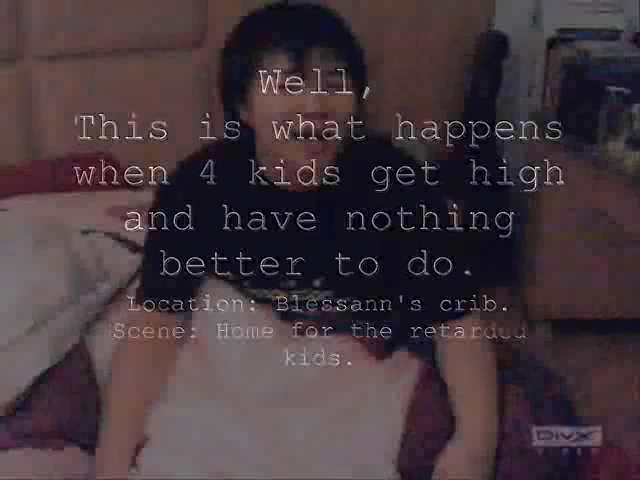 Well,
This is what happens
when 4 kids get high
and have nothing
better to do.
Location: Blessann's crib.
Scene: Home for the retarduu
kids.
DivX